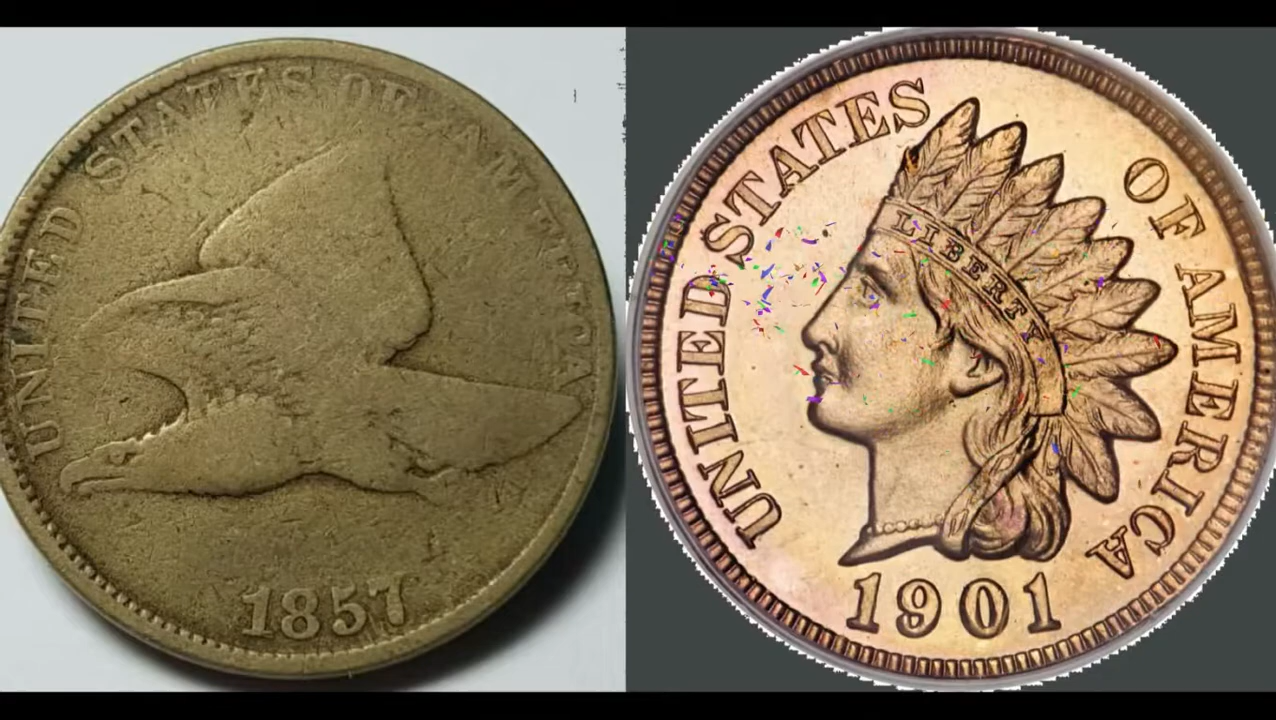 UNITED STATES OF AMERICA
1857
UNITED STATES OF AMERICA
LIBERTY
1901